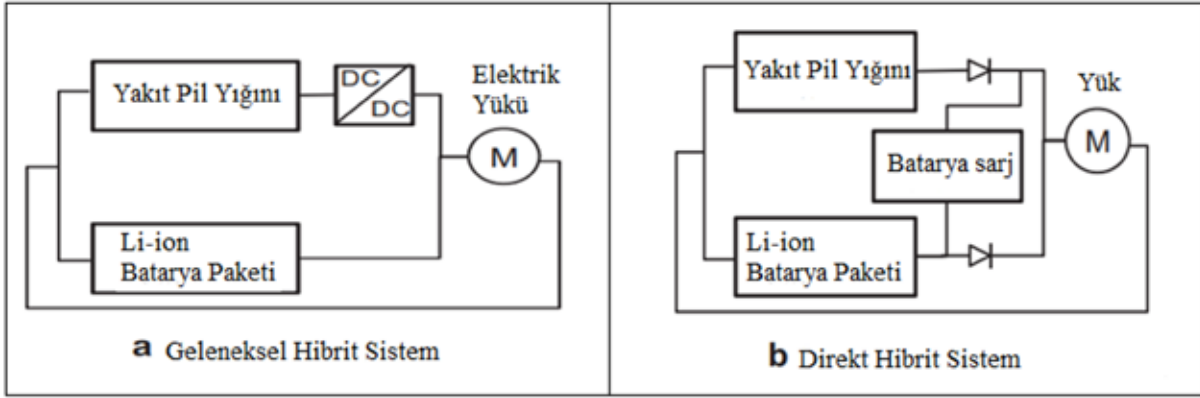 Yakıt Pil Yığını
DC
DC
Elektrik
Yükü
M
Li-ion
Batarya Paketi
a Geleneksel Hibrit Sistem
Yakıt Pil Yığını
Yük
M
Batarya sarj
Li-ion
Batarya Paketi
b Direkt Hibrit Sistem